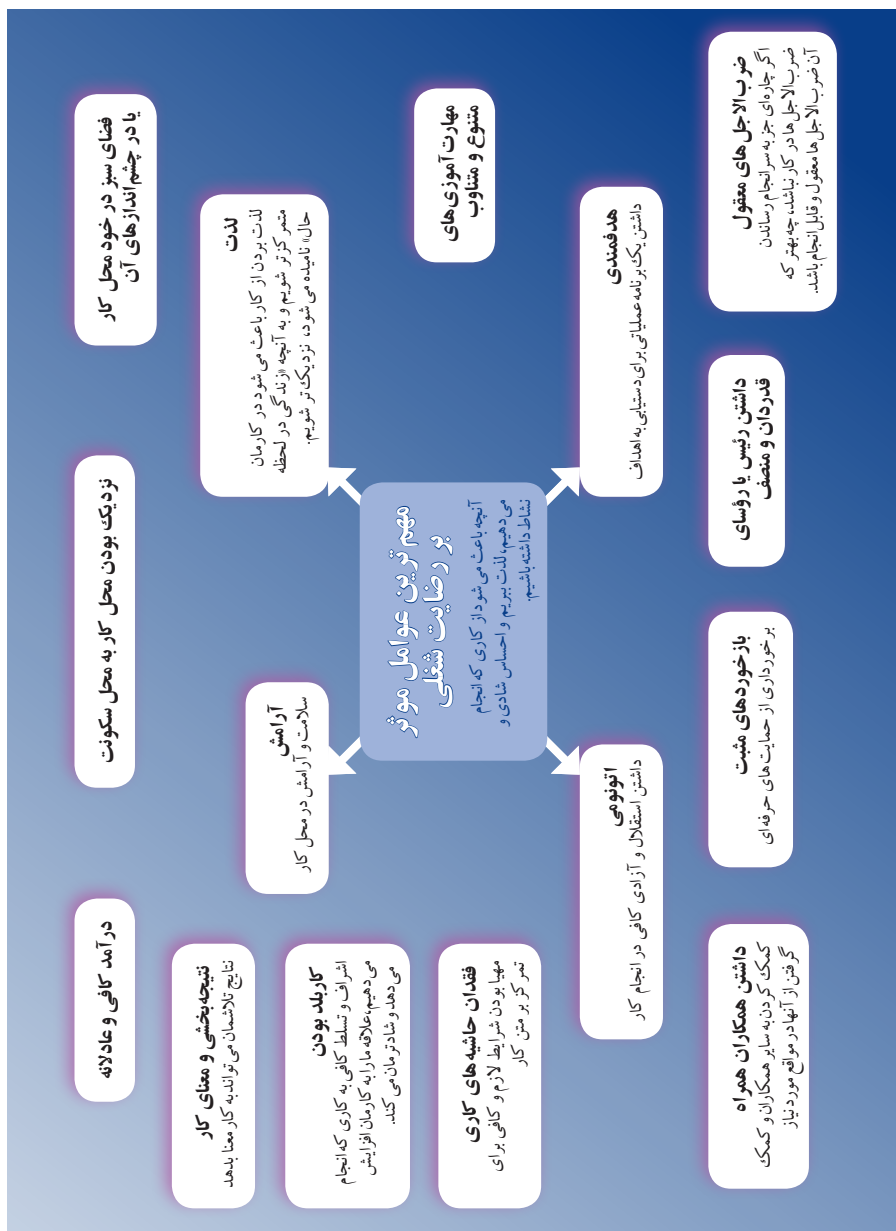 فضای سبز در خود محل کار
یا در چشم‌اندازهای آن
نزدیک بودن محل کار به محل سکونت
درآمد کافی و عادلانه
لذت
لذت بردن از کار باعث می‌شود در کارمان
متمرکزتر شویم و به آنچه «زندگی در لحظه
حال» نامیده می‌شود، نزدیک‌تر شویم.
آرامش
سلامت و آرامش در محل کار
نتیجه‌بخشی و معنای کار
نتایج تلاشمان می‌تواند به کار معنا بدهد
کاربلد بودن
اشراف و تسلط کافی به کاری که انجام
می‌دهیم، علاقه ما را به کارمان افزایش
می‌دهد و شادترمان می‌کند.
مهم‌ترین عوامل موثر
بر رضایت شغلی
آنچه باعث می‌شود از کاری که انجام
می‌دهیم، لذت ببریم و احساس شادی و
نشاط داشته باشیم.
مهارت‌آموزی‌های
متنوع و متناوب
فقدان حاشیه‌های کاری
مهیا بودن شرایط لازم و کافی برای
تمرکز بر متن کار
هدفمندی
داشتن یک برنامه عملیاتی برای دستیابی به اهداف
اتونومی
داشتن استقلال و آزادی کافی در انجام کار
ضرب‌الاجل‌های معقول
اگر چاره‌ای جز به سرانجام رساندن
ضرب‌الاجل‌ها در کار نباشد، چه بهتر که
آن ضرب‌الاجل‌ها معقول و قابل انجام باشد.
داشتن رئیس یا رؤسای
قدردان و منصف
بازخوردهای مثبت
برخورداری از حمایت‌های حرفه‌ای
داشتن همکاران همراه
کمک کردن به سایر همکاران و کمک
گرفتن از آنها در مواقع مورد نیاز